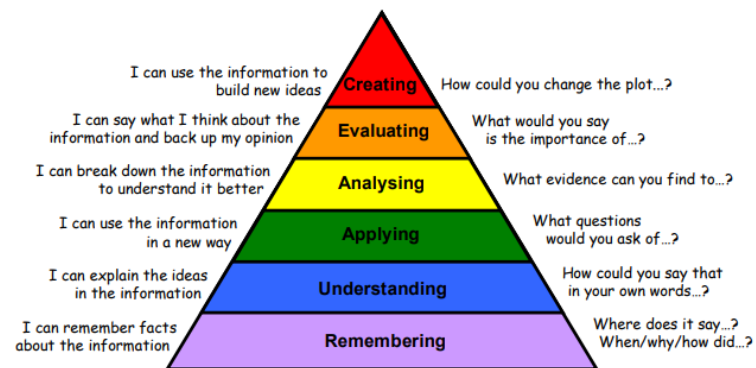 I can use the information to
build new ideas
Creating
How could you change the plot...?
I can say what I think about the
information and back up my opinion
Evaluating
What would you say
is the importance of...?
I can break down the information
to understand it better
Analysing
What evidence can you find to...?
I can use the information
in a new way
Applying
What questions
would you ask of...?
I can explain the ideas
in the information
Understanding
How could you say that
in your own words...?
I can remember facts
about the information
Remembering
Where does it say...?
When/why/how did...?